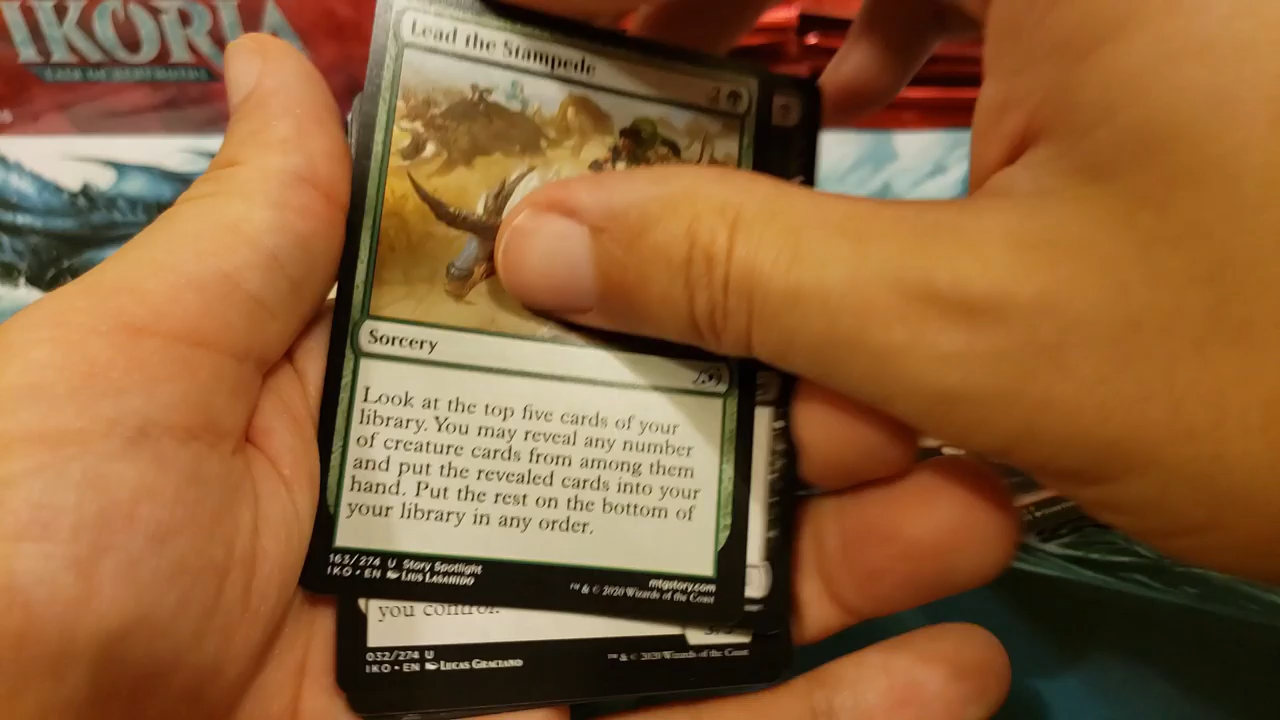 IKORIA
Lead the Stampede
2
Sorcery
Look at the top five cards of your
library. You may reveal any number
of creature cards from among them
and put the revealed cards into your
hand. Put the rest on the bottom of
your library in any order.
163/274 U Story Spotlight
IKO • EN Lius Lasahido
mtgstory.com
™ & © 2020 Wizards of the Coast
you control.
032/274 U
IKO • EN Lucas Graciano
™ & © 2020 Wizards of the Coast